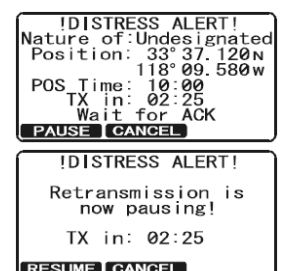 !DISTRESS ALERT!
Nature of:Undesignated
Position: 33°37.120N
118°09.580W
POS Time: 10:00
TX in: 02:25
Wait for ACK
PAUSE CANCEL
!DISTRESS ALERT!
Retransmission is
now pausing!
TX in: 02:25
RESUME CANCEL